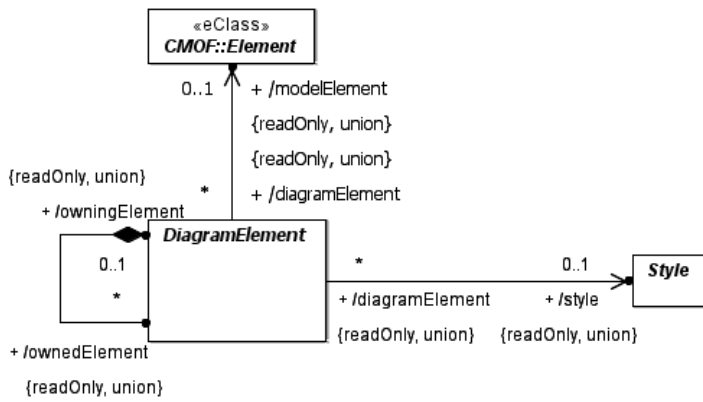 «eClass»
CMOF::Element
0..1
+ /modelElement
{readOnly, union}
{readOnly, union}
* + /diagramElement
{readOnly, union}
+ /owningElement
DiagramElement
0..1
*
+ /ownedElement
{readOnly, union}
* 0..1
Style
+ /diagramElement +/style
{readOnly, union} {readOnly, union}